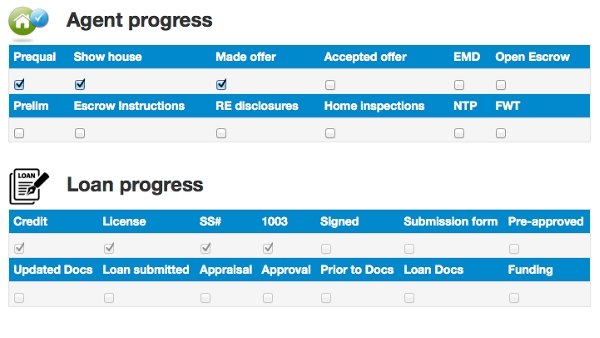 Agent progress
Prequal Show house Made offer Accepted offer EMD Open Escrow
Prelim Escrow Instructions RE disclosures Home inspections NTP FWT
LOAN
Loan progress
Credit License SS# 1003 Signed Submission form Pre-approved
Updated Docs Loan submitted Appraisal Approval Prior to Docs Loan Docs Funding